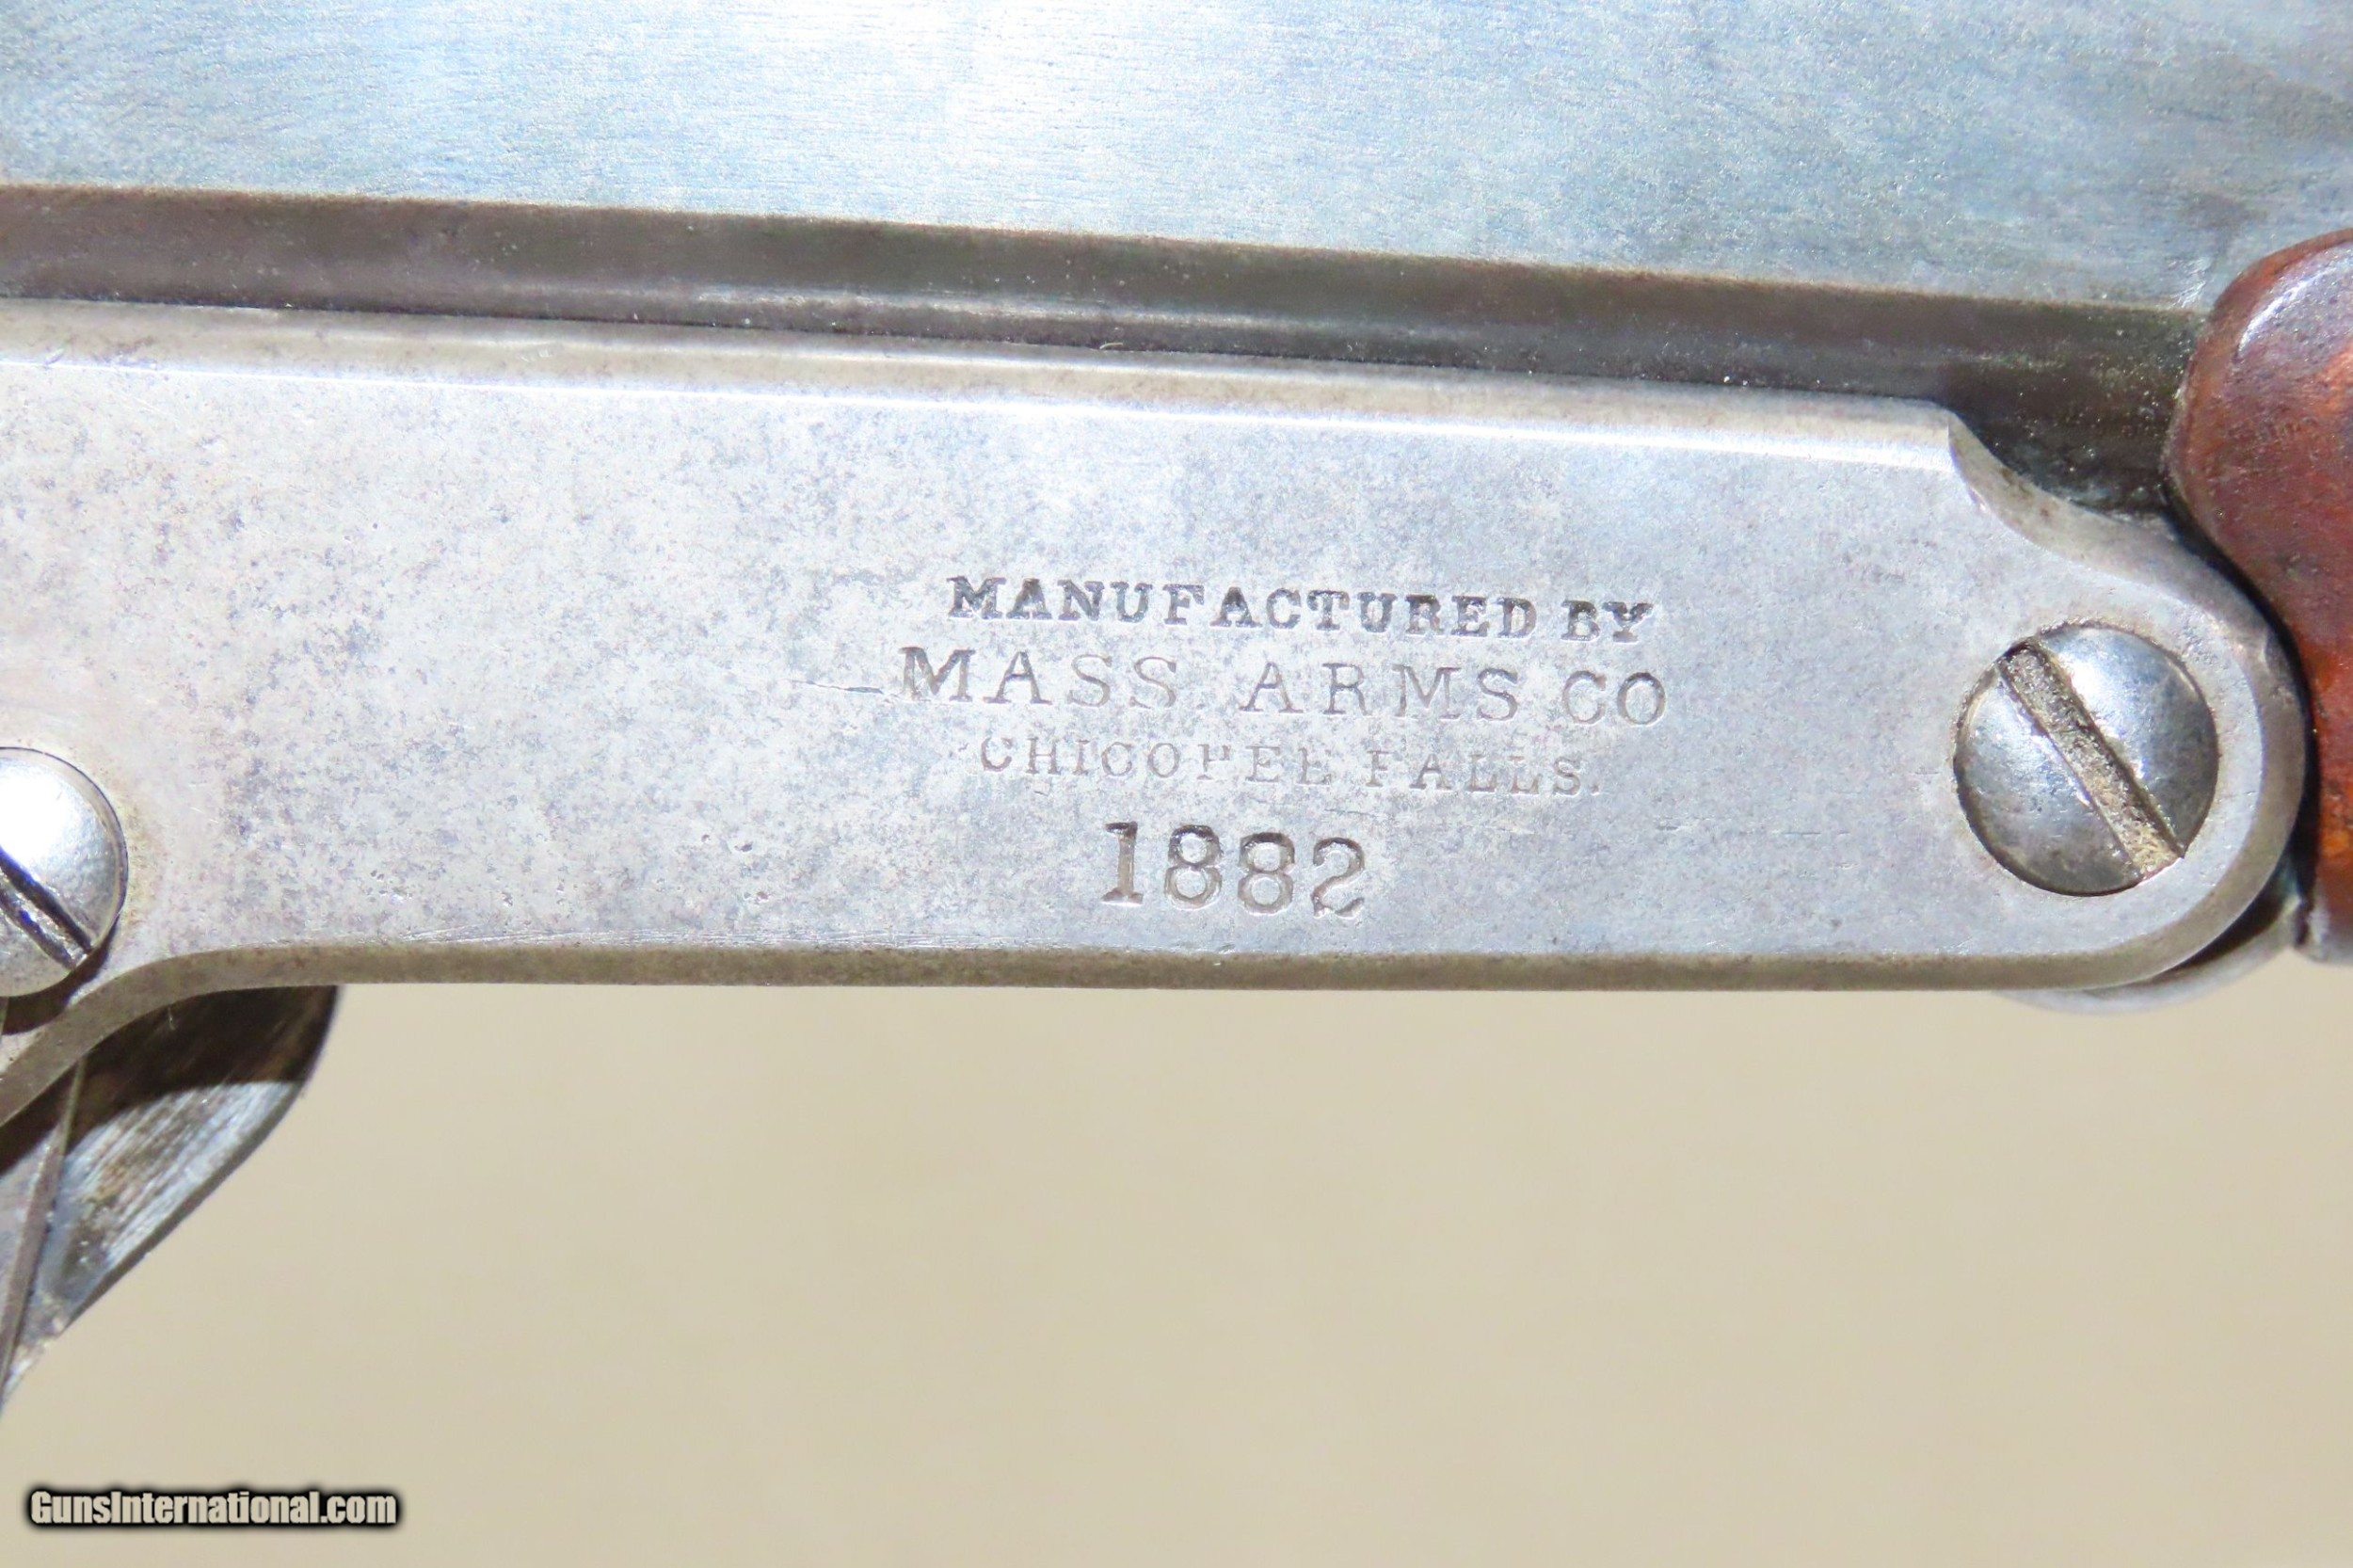 MANUFACTURED BY
MASS. ARMS CO
CHICOPEE FALLS.
1882
GunsInternational.com